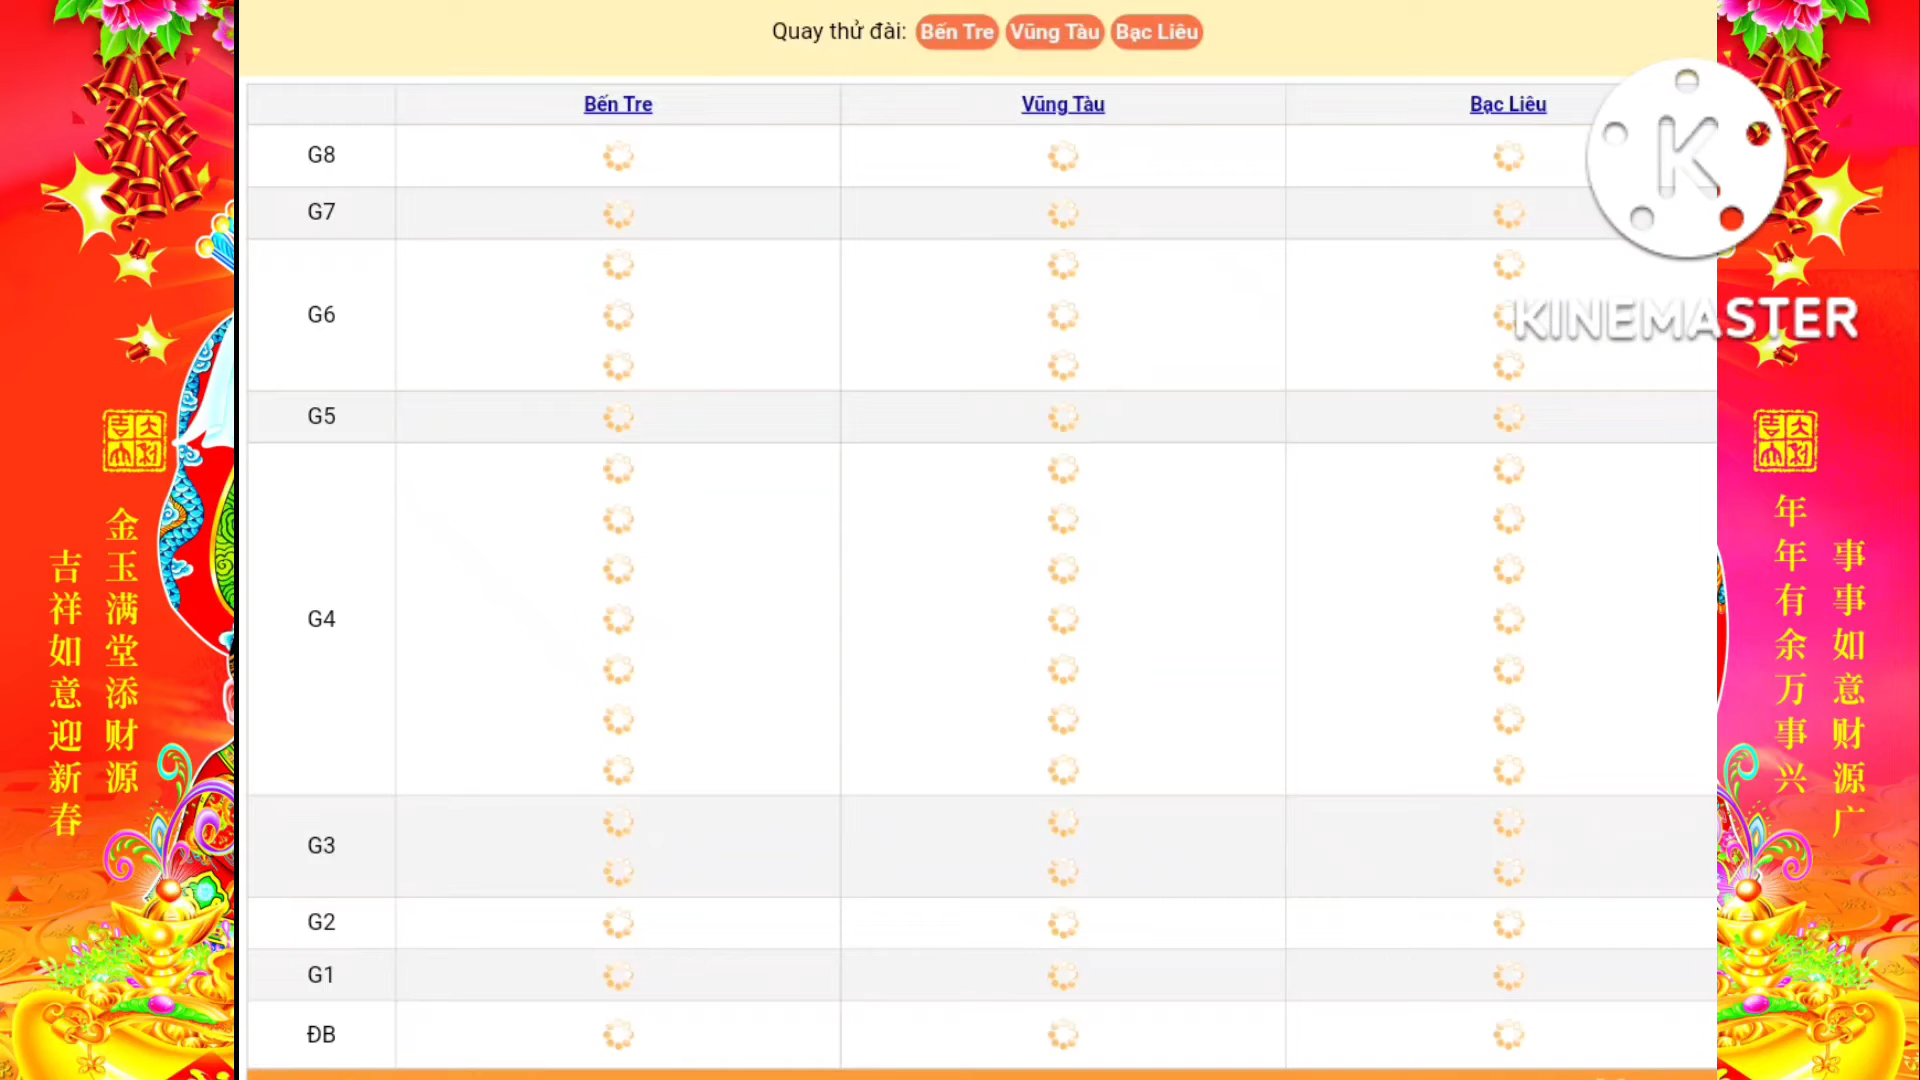 Quay thử đài: Bến Tre Vũng Tàu Bạc Liêu
Bến Tre Vũng Tàu Bạc Liêu
G8
G7
G6
G5
G4
G3
G2
G1
ĐB
K
KINEMASTER
金玉满堂添财源
吉祥如意迎新春
事事如意财源广
年年有余万事兴